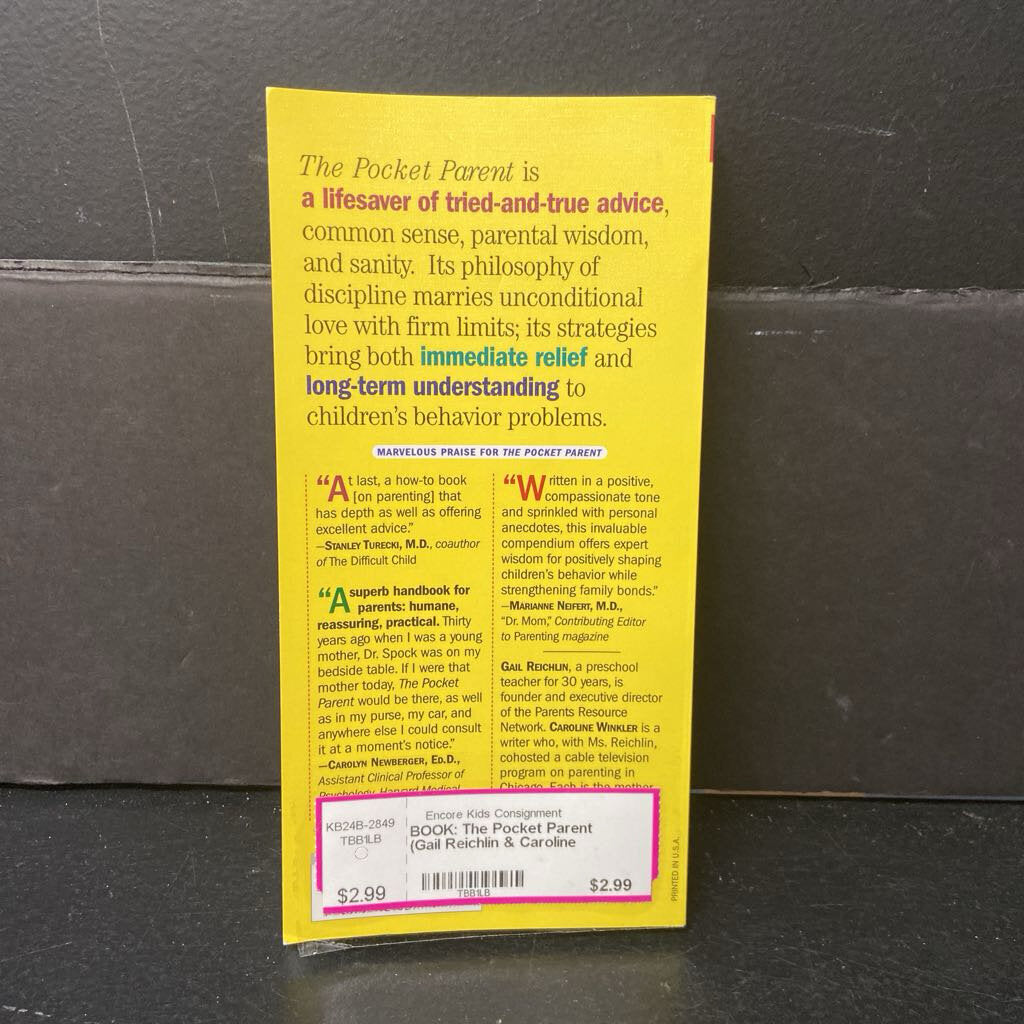 The Pocket Parent is
a lifesaver of tried-and-true advice,
common sense, parental wisdom,
and sanity. Its philosophy of
discipline marries unconditional
love with firm limits; its strategies
bring both immediate relief and
long-term understanding to
children's behavior problems.
MARVELOUS PRAISE FOR THE POCKET PARENT
"At last, a how-to book
[on parenting] that
has depth as well as offering
excellent advice."
—STANLEY TURECKI, M.D., coauthor
of The Difficult Child
"A superb handbook for
parents: humane,
reassuring, practical. Thirty
years ago when I was a young
mother, Dr. Spock was on my
bedside table. If I were that
mother today, The Pocket
Parent would be there, as well
as in my purse, my car, and
anywhere else I could consult
it at a moment's notice."
—CAROLYN NEWBERGER, ED.D.,
Assistant Clinical Professor of
Psychology, Harvard Medical
"Written in a positive,
compassionate tone
and sprinkled with personal
anecdotes, this invaluable
compendium offers expert
wisdom for positively shaping
children's behavior while
strengthening family bonds."
—MARIANNE NEIFERT, M.D.,
"Dr. Mom," Contributing Editor
to Parenting magazine
GAIL REICHLIN, a preschool
teacher for 30 years, is
founder and executive director
of the Parents Resource
Network. CAROLINE WINKLER is a
writer who, with Ms. Reichlin,
cohosted a cable television
program on parenting in
Chicago. Each is the mother
KB24B-2849
TBB1LB
$2.99
Encore Kids Consignment
BOOK: The Pocket Parent
(Gail Reichlin & Caroline
TBB1LB
$2.99
PRINTED IN U.S.A.